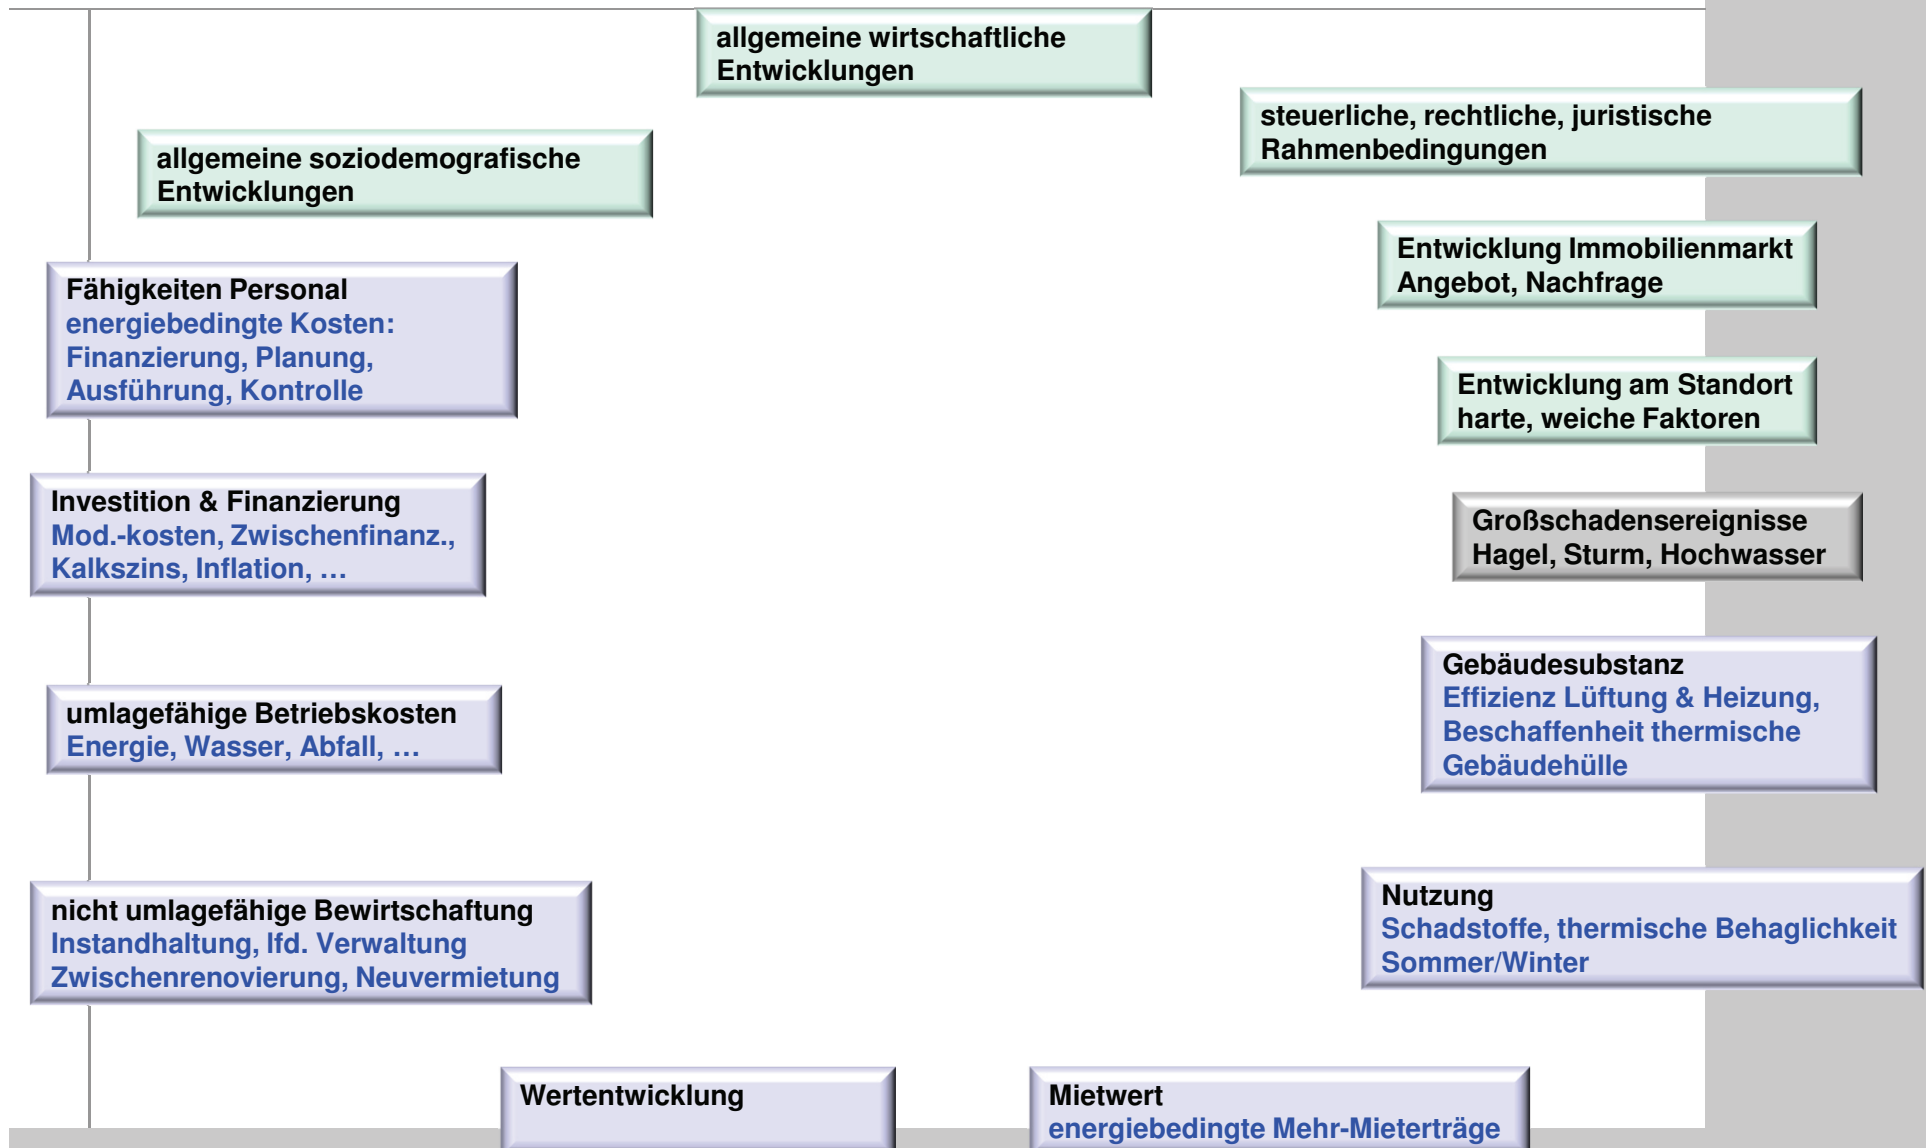 allgemeine wirtschaftliche
Entwicklungen
steuerliche, rechtliche, juristische
Rahmenbedingungen
allgemeine soziodemografische
Entwicklungen
Entwicklung Immobilienmarkt
Angebot, Nachfrage
Fähigkeiten Personal
energiebedingte Kosten:
Finanzierung, Planung,
Ausführung, Kontrolle
Entwicklung am Standort
harte, weiche Faktoren
Investition & Finanzierung
Mod.-kosten, Zwischenfinanz.,
Kalkszins, Inflation, …
Großschadensereignisse
Hagel, Sturm, Hochwasser
Gebäudesubstanz
Effizienz Lüftung & Heizung,
Beschaffenheit thermische
Gebäudehülle
umlagefähige Betriebskosten
Energie, Wasser, Abfall, …
nicht umlagefähige Bewirtschaftung
Instandhaltung, lfd. Verwaltung
Zwischenrenovierung, Neuvermietung
Nutzung
Schadstoffe, thermische Behaglichkeit
Sommer/Winter
Wertentwicklung
Mietwert
energiebedingte Mehr-Mieterträge